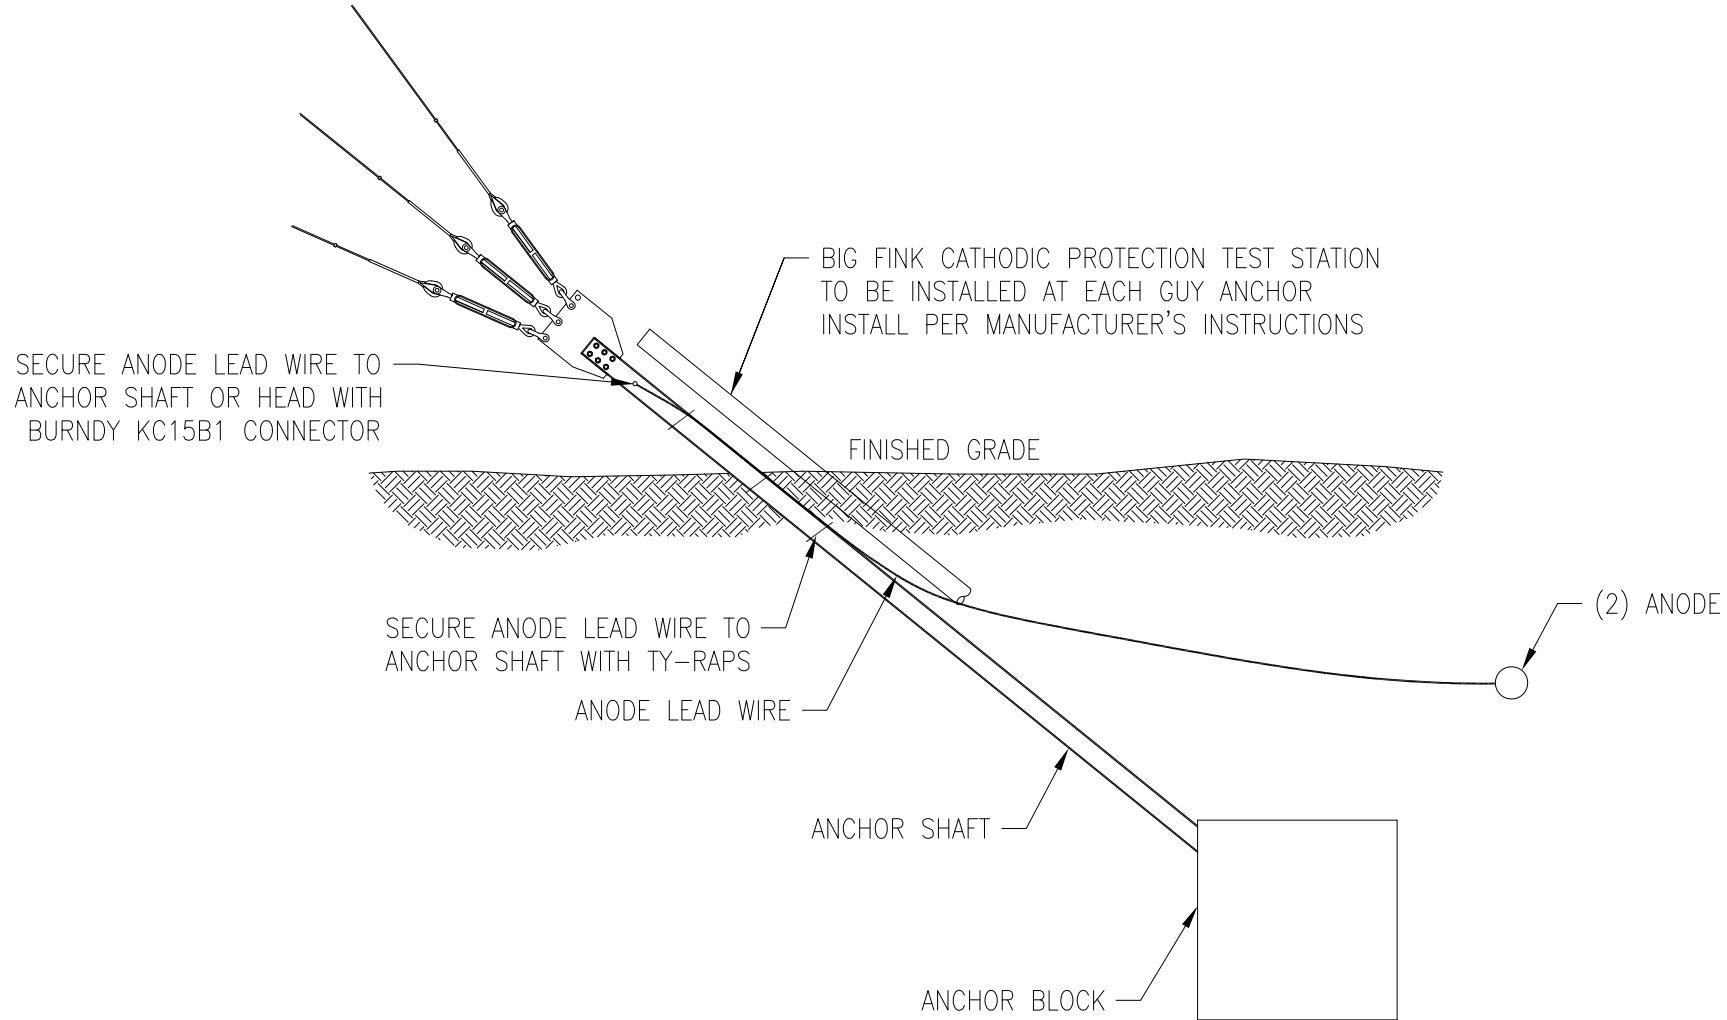 BIG FINK CATHODIC PROTECTION TEST STATION
TO BE INSTALLED AT EACH GUY ANCHOR
INSTALL PER MANUFACTURER'S INSTRUCTIONS
SECURE ANODE LEAD WIRE TO
ANCHOR SHAFT OR HEAD WITH
BURNDY KC15B1 CONNECTOR
FINISHED GRADE
(2) ANODE
SECURE ANODE LEAD WIRE TO
ANCHOR SHAFT WITH TY-RAPS
ANODE LEAD WIRE
ANCHOR SHAFT
ANCHOR BLOCK